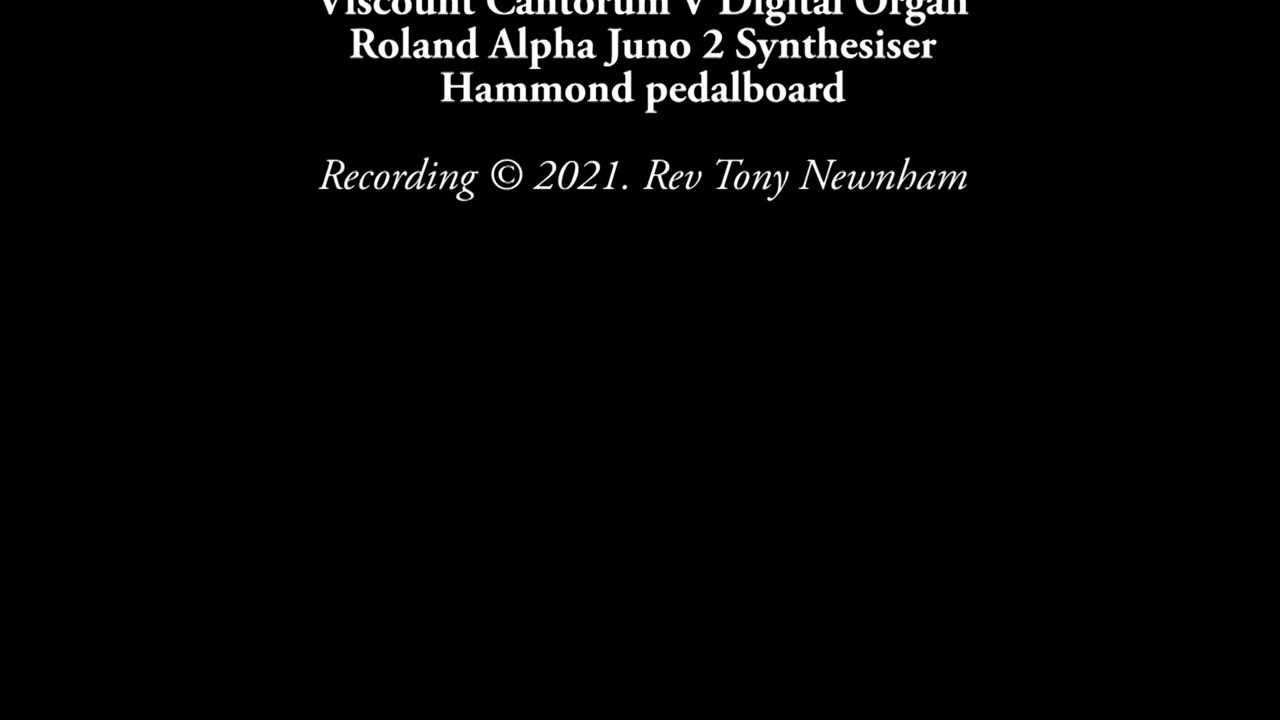 Viscount Cantorum V Digital Organ
Roland Alpha Juno 2 Synthesiser
Hammond pedalboard
Recording © 2021. Rev Tony Newnham